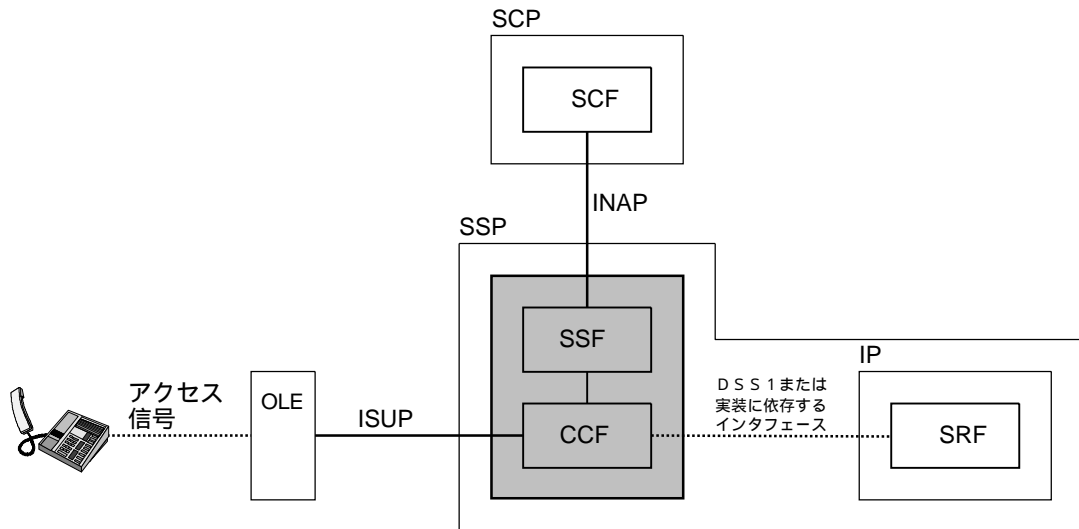 SCP
SCF
INAP
SSP
SSF
IP
アクセス
信号
OLE
ISUP
CCF
ＤＳＳ１または
実装に依存する
インタフェース
SRF